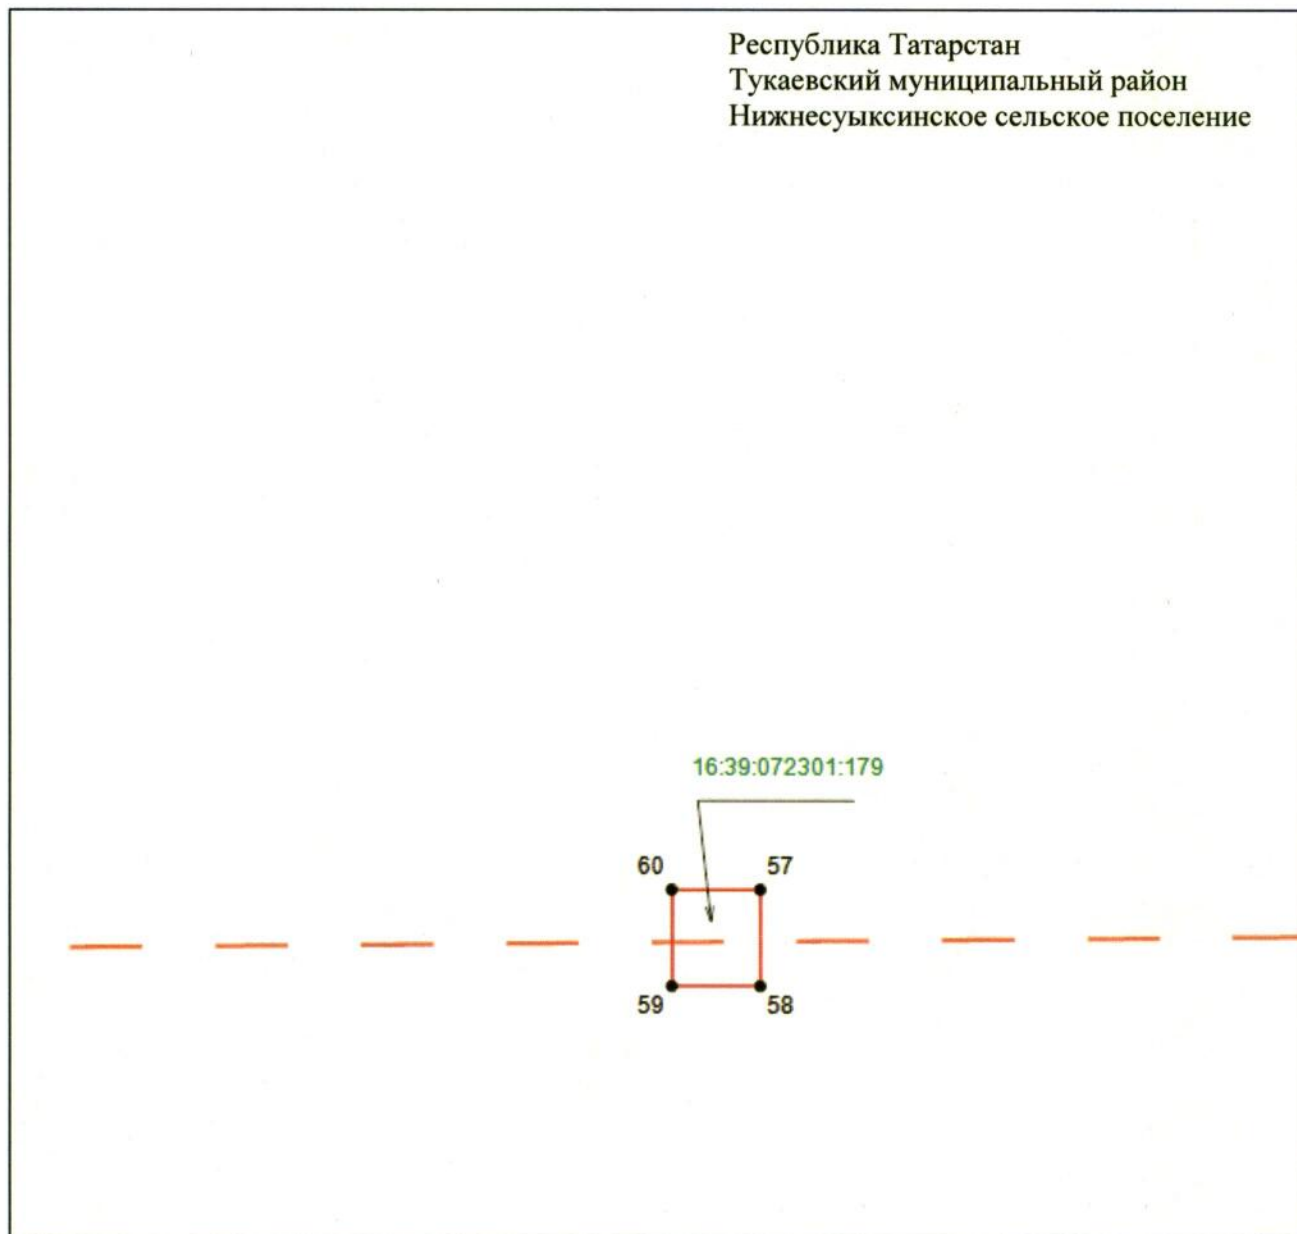 Республика Татарстан
Тукаевский муниципальный район
Нижнесуыксинское сельское поселение
16:39:072301:179
60
57
59
58